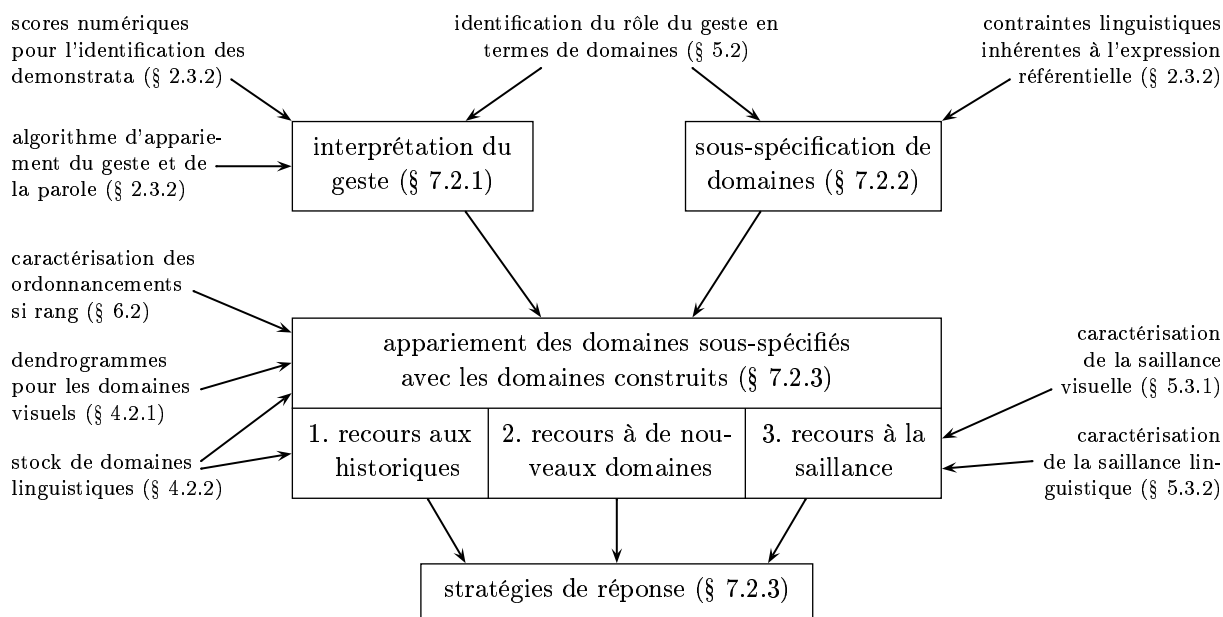 scores numériques
pour l'identification des
demonstrata (§ 2.3.2)
identification du rôle du geste en
termes de domaines (§ 5.2)
contraintes linguistiques
inhérentes à l'expression
référentielle (§ 2.3.2)
algorithme d'apparie-
ment du geste et de
la parole (§ 2.3.2)
interprétation du
geste (§ 7.2.1)
sous-spécification de
domaines (§ 7.2.2)
caractérisation des
ordonnancements
si rang (§ 6.2)
dendrogrammes
pour les domaines
visuels (§ 4.2.1)
stock de domaines
linguistiques (§ 4.2.2)
appariement des domaines sous-spécifiés
avec les domaines construits (§ 7.2.3)
1. recours aux
historiques
2. recours à de nou-
veaux domaines
3. recours à la
saillance
caractérisation
de la saillance
visuelle (§ 5.3.1)
caractérisation
de la saillance lin-
guistique (§ 5.3.2)
stratégies de réponse (§ 7.2.3)